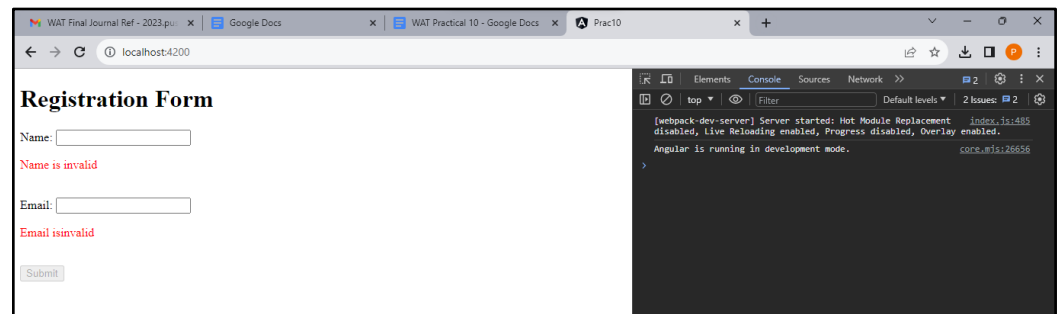 WAT Final Journal Ref - 2023.pu
Google Docs
WAT Practical 10 - Google Docs
Prac10
localhost:4200
P
Registration Form
Name:
Name is invalid
Email:
Email isinvalid
Submit
Elements Console Sources Network 2
top Filter Default levels 2 Issues: 2
[webpack-dev-server] Server started: Hot Module Replacement index.js:485
disabled, Live Reloading enabled, Progress disabled, Overlay enabled.
Angular is running in development mode. core.mjs:26656